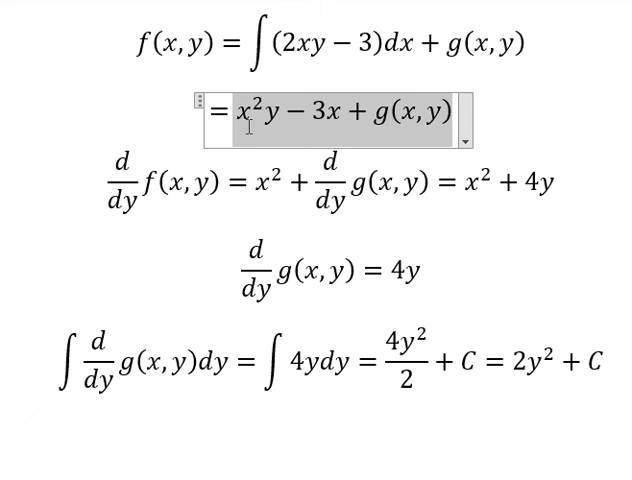 f(x, y) = ∫(2xy − 3)dx + g(x, y)
= x²y − 3x + g(x, y)
d/dy f(x, y) = x² + d/dy g(x, y) = x² + 4y
d/dy g(x, y) = 4y
∫ d/dy g(x, y)dy = ∫ 4ydy = 4y²/2 + C = 2y² + C